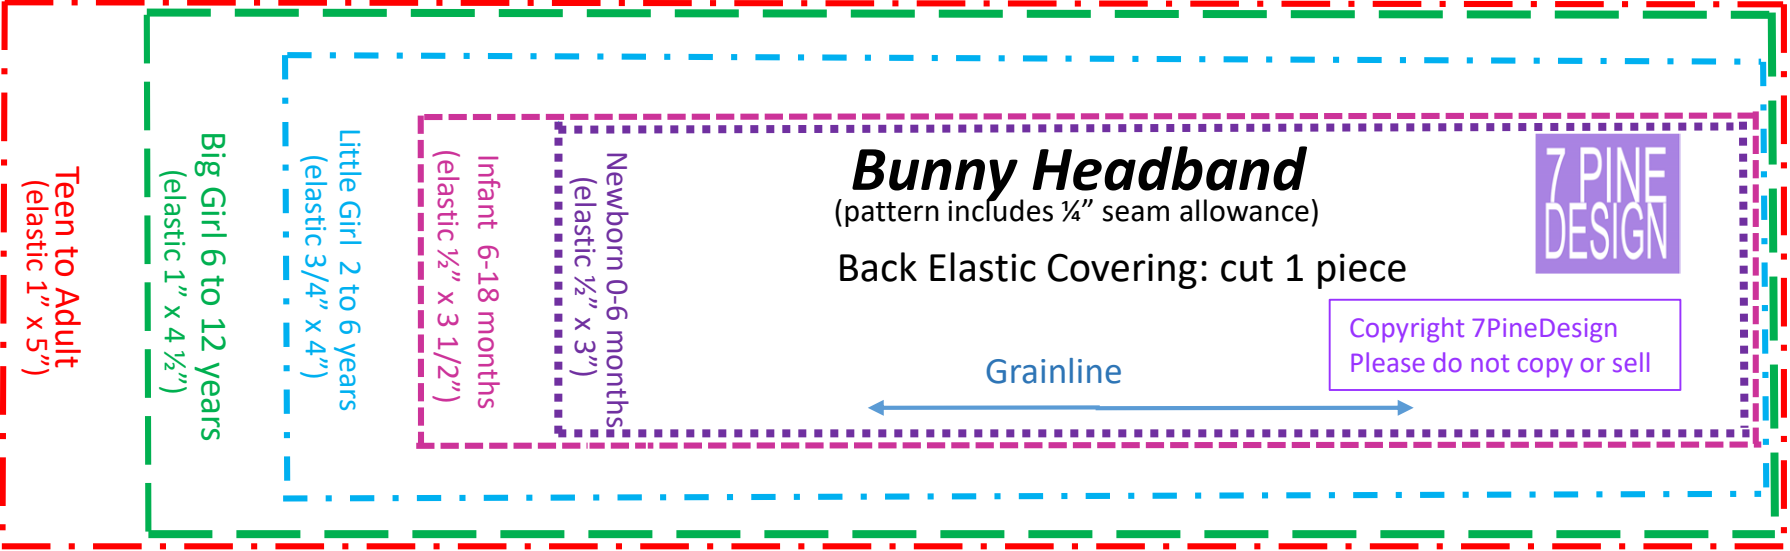 Teen to Adult
(elastic 1” x 5”)
Big Girl 6 to 12 years
(elastic 1” x 4 ½”)
Little Girl  2 to 6 years
(elastic 3/4” x 4”)
Infant  6-18 months
(elastic ½” x 3 1/2”)
Newborn 0-6 months
(elastic ½” x 3”)
Bunny Headband
(pattern includes ¼” seam allowance)
Back Elastic Covering: cut 1 piece
Grainline
7 PINE
DESIGN
Copyright 7PineDesign
Please do not copy or sell